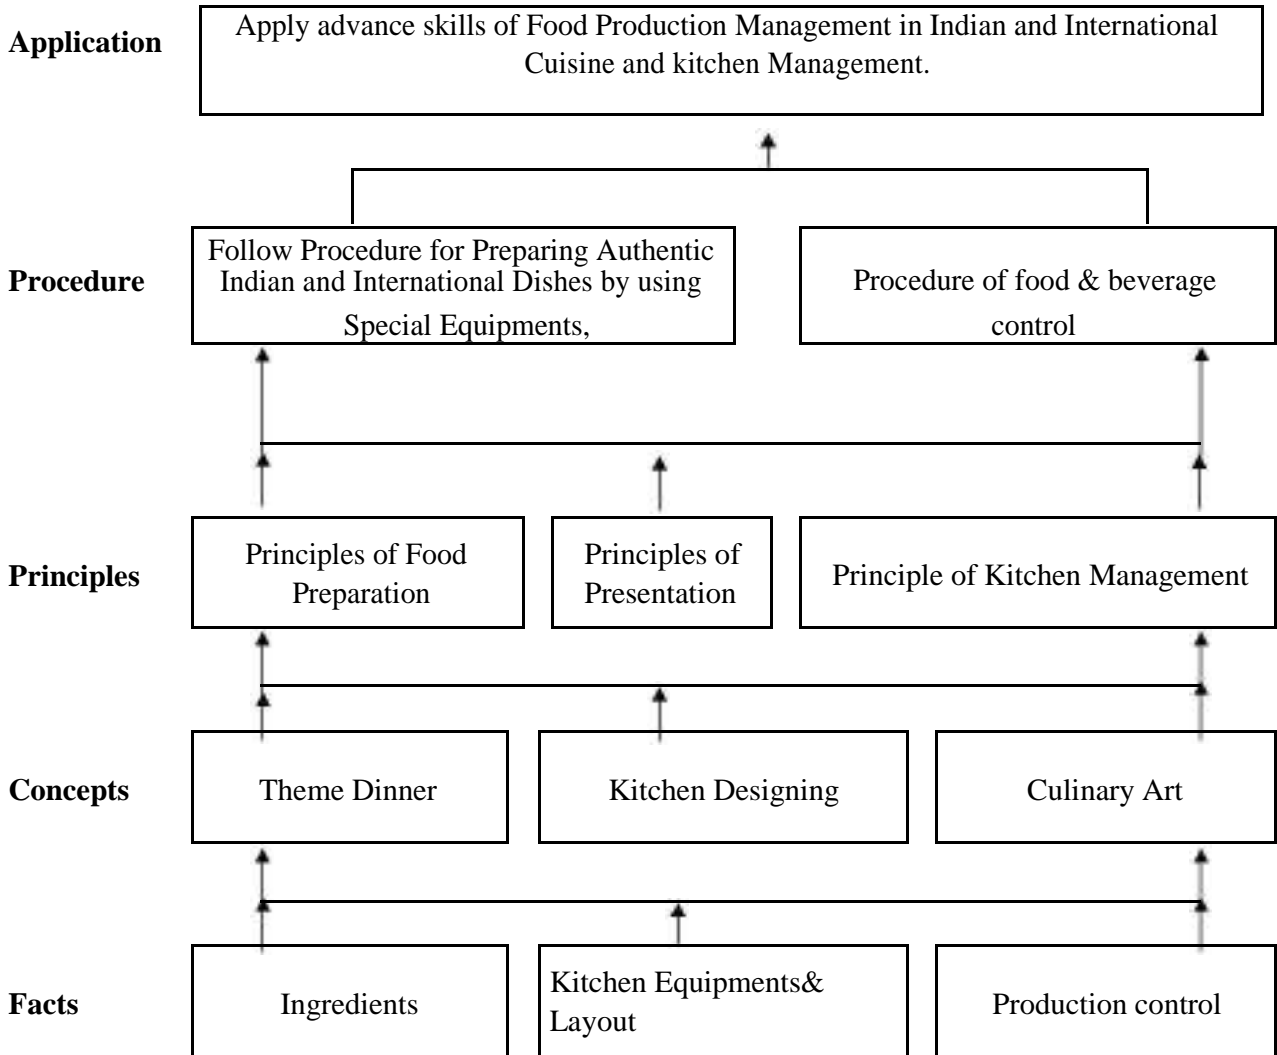 Application
Apply advance skills of Food Production Management in Indian and International
Cuisine and kitchen Management.
Procedure
Follow Procedure for Preparing Authentic
Indian and International Dishes by using
Special Equipments,
Procedure of food & beverage
control
Principles
Principles of Food
Preparation
Principles of
Presentation
Principle of Kitchen Management
Concepts
Theme Dinner
Kitchen Designing
Culinary Art
Facts
Ingredients
Kitchen Equipments&
Layout
Production control